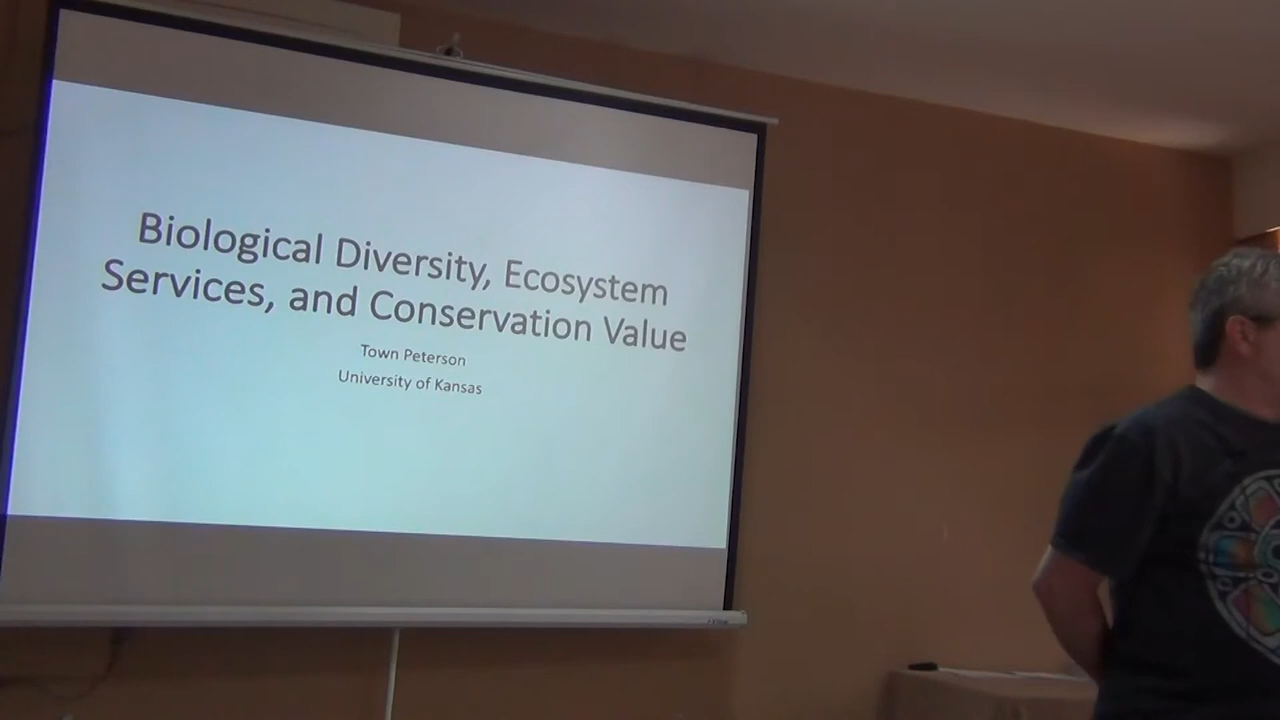 Biological Diversity, Ecosystem
Services, and Conservation Value
Town Peterson
University of Kansas